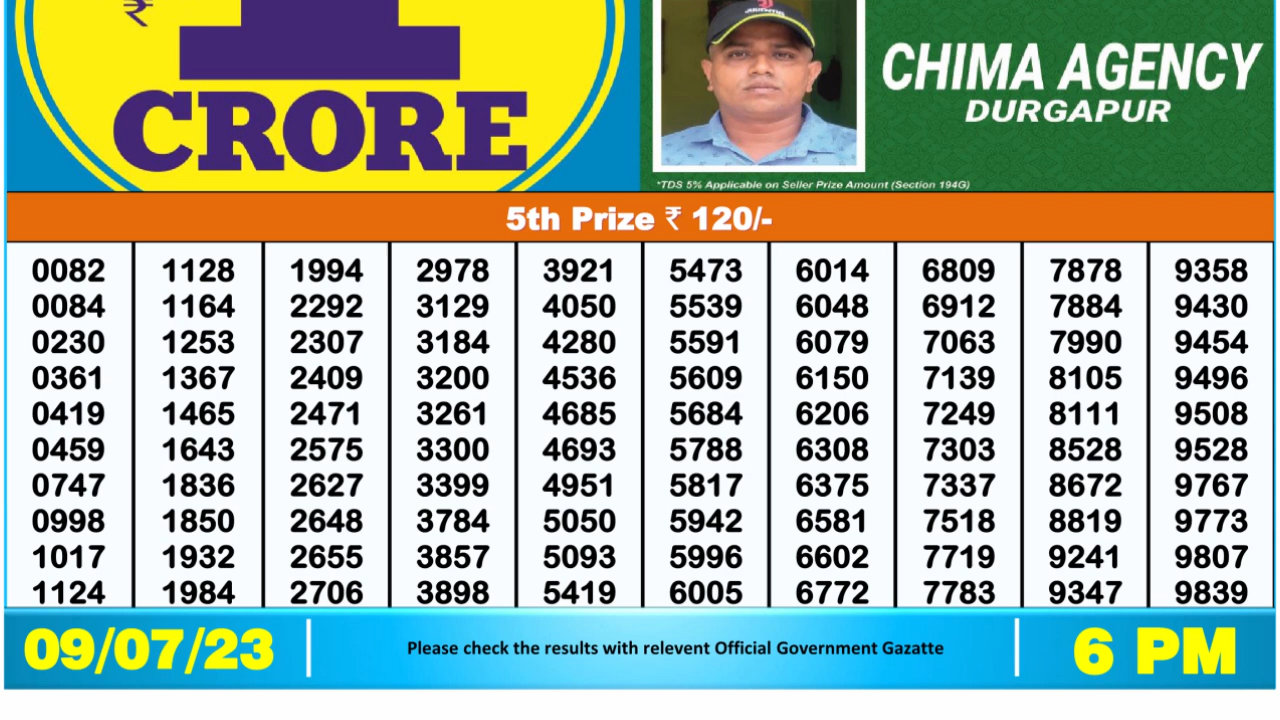 ₹ 1
CRORE
CHIMA AGENCY
DURGAPUR
*TDS 5% Applicable on Seller Prize Amount (Section 194G)
5th Prize ₹ 120/-
0082 1128 1994 2978 3921 5473 6014 6809 7878 9358
0084 1164 2292 3129 4050 5539 6048 6912 7884 9430
0230 1253 2307 3184 4280 5591 6079 7063 7990 9454
0361 1367 2409 3200 4536 5609 6150 7139 8105 9496
0419 1465 2471 3261 4685 5684 6206 7249 8111 9508
0459 1643 2575 3300 4693 5788 6308 7303 8528 9528
0747 1836 2627 3399 4951 5817 6375 7337 8672 9767
0998 1850 2648 3784 5050 5942 6581 7518 8819 9773
1017 1932 2655 3857 5093 5996 6602 7719 9241 9807
1124 1984 2706 3898 5419 6005 6772 7783 9347 9839
09/07/23
Please check the results with relevent Official Government Gazatte
6 PM